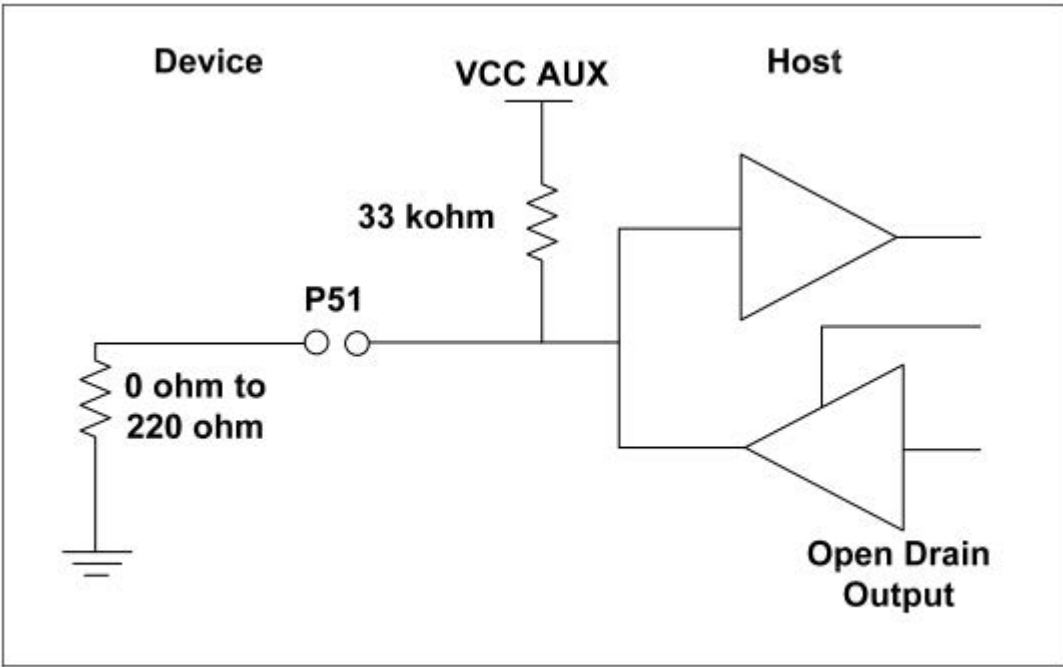 Device
VCC AUX
Host
33 kohm
P51
0 ohm to
220 ohm
Open Drain
Output